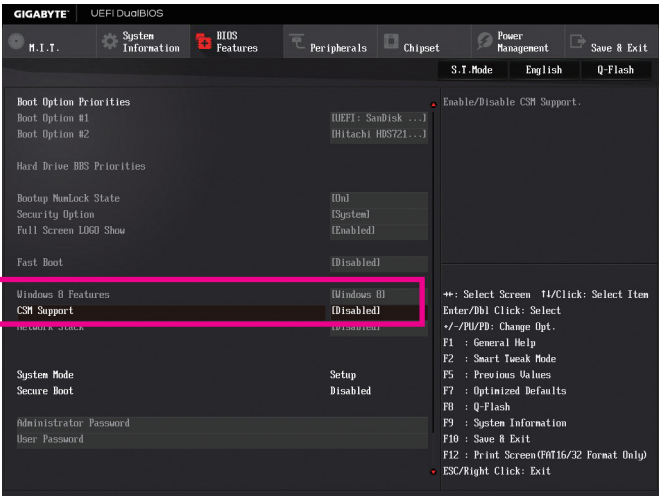 GIGABYTE™ UEFI DualBIOS
M.I.T. System Information BIOS Features Peripherals Chipset Power Management Save & Exit
S.T.Mode English Q-Flash
Boot Option Priorities
Boot Option #1 [UEFI: SanDisk ...]
Boot Option #2 [Hitachi HDS721...]
Hard Drive BBS Priorities
Bootup NumLock State [On]
Security Option [System]
Full Screen LOGO Show [Enabled]
Fast Boot [Disabled]
Windows 8 Features [Windows 8]
CSM Support [Disabled]
Network Stack [Disabled]
System Mode Setup
Secure Boot Disabled
Administrator Password
User Password
Enable/Disable CSM Support.
→←: Select Screen ↑↓/Click: Select Item
Enter/Dbl Click: Select
+/-/PU/PD: Change Opt.
F1 : General Help
F2 : Smart Tweak Mode
F5 : Previous Values
F7 : Optimized Defaults
F8 : Q-Flash
F9 : System Information
F10 : Save & Exit
F12 : Print Screen(FAT16/32 Format Only)
ESC/Right Click: Exit